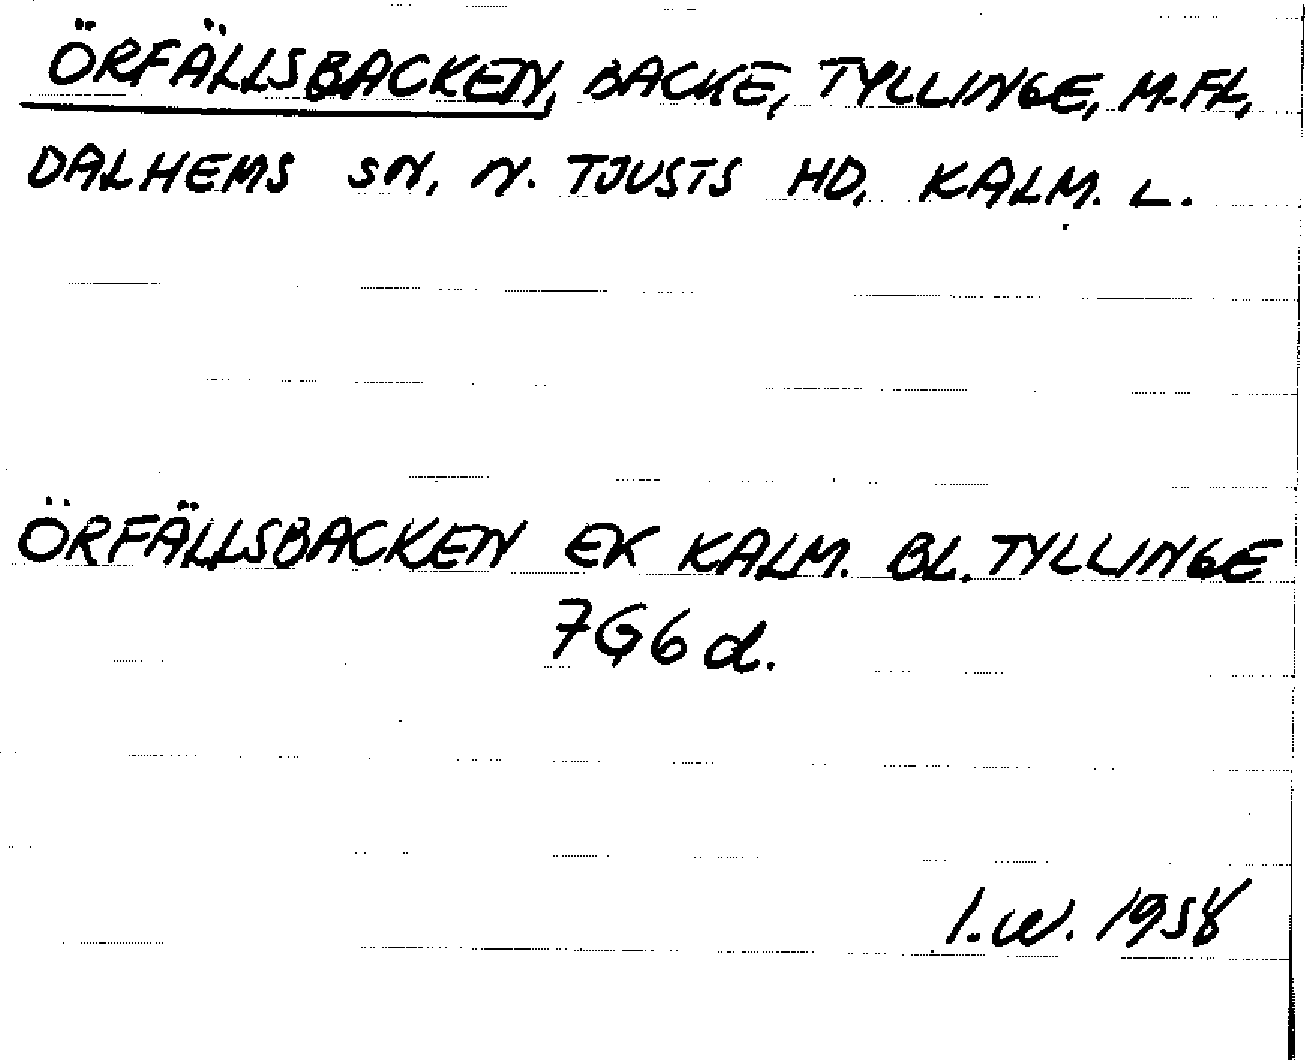 ÖRFÄLLSBACKEN, BACKE, TYLLINGE, M.FL,
DALHEMS SN, N. TJUSTS HD, KALM. L.
ÖRFÄLLSBACKEN EK KALM. BL. TYLLINGE
7G6d.
I.W. 1958